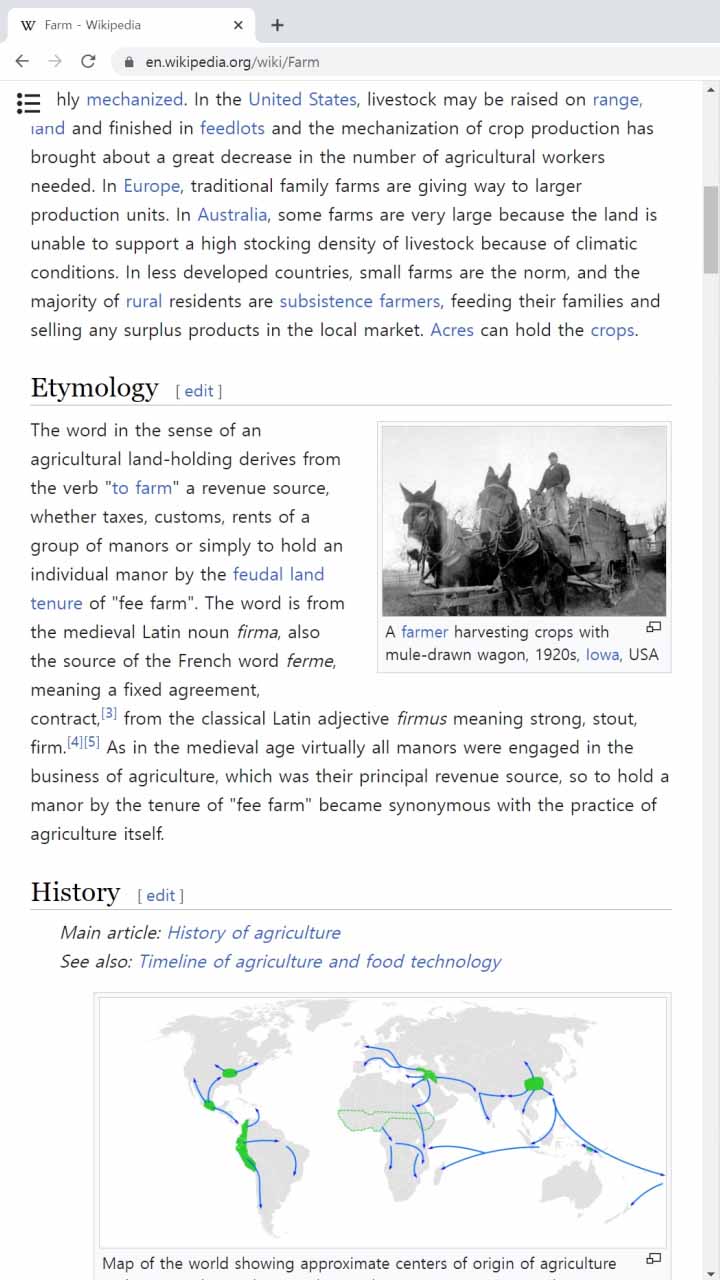 Farm - Wikipedia
en.wikipedia.org/wiki/Farm
hly mechanized. In the United States, livestock may be raised on range,
land and finished in feedlots and the mechanization of crop production has
brought about a great decrease in the number of agricultural workers
needed. In Europe, traditional family farms are giving way to larger
production units. In Australia, some farms are very large because the land is
unable to support a high stocking density of livestock because of climatic
conditions. In less developed countries, small farms are the norm, and the
majority of rural residents are subsistence farmers, feeding their families and
selling any surplus products in the local market. Acres can hold the crops.
Etymology [ edit ]
The word in the sense of an
agricultural land-holding derives from
the verb "to farm" a revenue source,
whether taxes, customs, rents of a
group of manors or simply to hold an
individual manor by the feudal land
tenure of "fee farm". The word is from
the medieval Latin noun firma, also
the source of the French word ferme,
meaning a fixed agreement,
contract,[3] from the classical Latin adjective firmus meaning strong, stout,
firm.[4][5] As in the medieval age virtually all manors were engaged in the
business of agriculture, which was their principal revenue source, so to hold a
manor by the tenure of "fee farm" became synonymous with the practice of
agriculture itself.
A farmer harvesting crops with
mule-drawn wagon, 1920s, Iowa, USA
History [ edit ]
Main article: History of agriculture
See also: Timeline of agriculture and food technology
Map of the world showing approximate centers of origin of agriculture